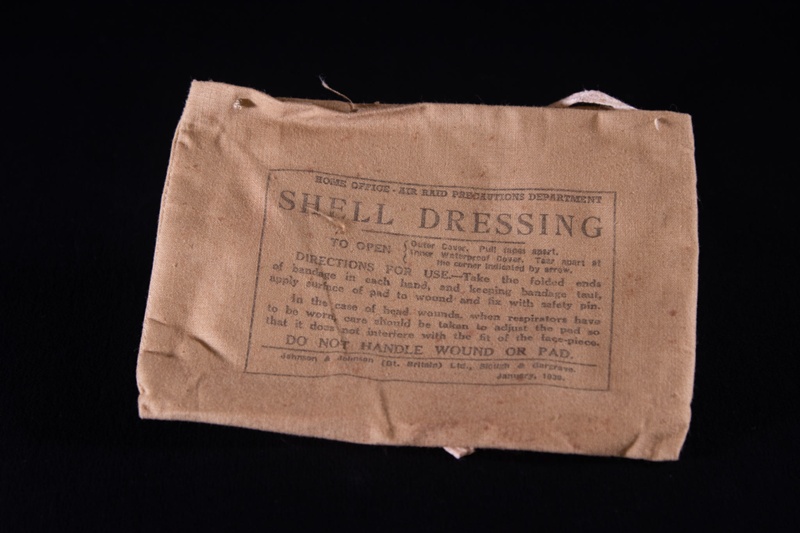 HOME OFFICE - AIR RAID PRECAUTIONS DEPARTMENT
SHELL DRESSING
TO OPEN { Outer Cover. Pull tapes apart.
Inner Waterproof Cover. Tear apart at
the corner indicated by arrow.
DIRECTIONS FOR USE.—Take the folded ends
of bandage in each hand, and keeping bandage taut,
apply surface of pad to wound and fix with safety pin.
In the case of head wounds, when respirators have
to be worn, care should be taken to adjust the pad so
that it does not interfere with the fit of the face-piece.
DO NOT HANDLE WOUND OR PAD.
Johnson & Johnson (Gt. Britain) Ltd., Slough & Gargrave.
January, 1939.